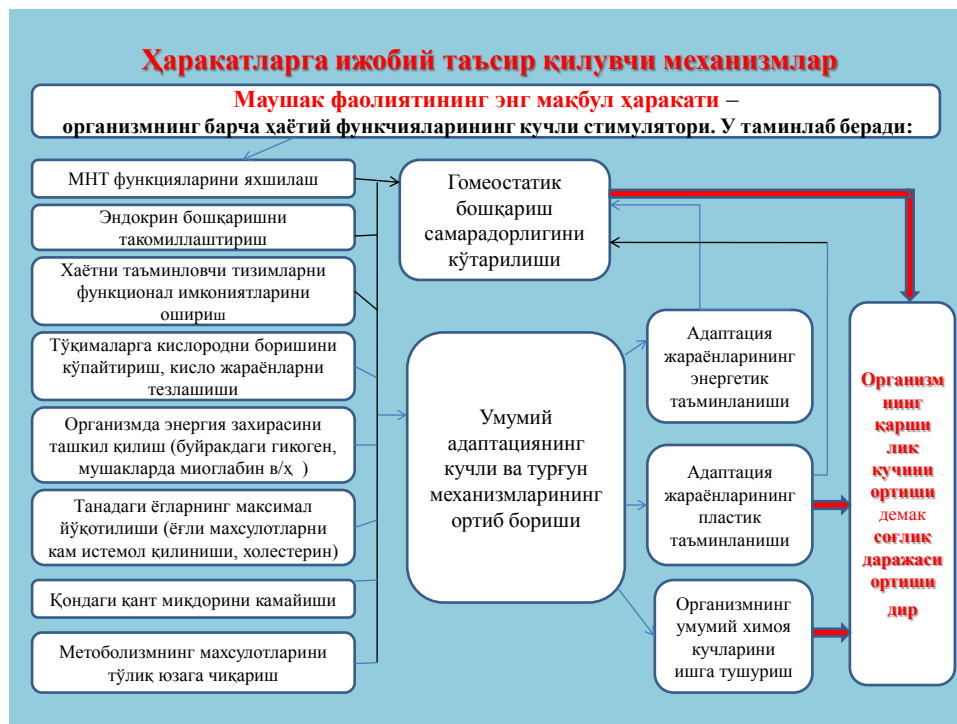 Ҳаракатларга ижобий таъсир қилувчи механизмлар
Маушак фаолиятининг энг мақбул ҳаракати –
организмнинг барча ҳаётий функчияларининг кучли стимулятори. У таминлаб беради:
МНТ функцияларини яхшилаш
Эндокрин бошқаришни
такомиллаштириш
Хаётни таъминловчи тизимларни
функционал имкониятларини
ошириш
Тўқималарга кислородни боришини
кўпайтириш, кисло жараёнларни
тезлашиши
Организмда энергия захирасини
ташкил қилиш (буйракдаги гикоген,
мушакларда миоглабин в/ҳ )
Танадаги ёгларнинг максимал
йўқотилиши (ёғли махсулотларни
кам истемол қилиниши, холестерин)
Қондаги қант миқдорини камайиши
Метоболизмнинг махсулотларини
тўлиқ юзага чиқариш
Гомеостатик
бошқариш
самарадорлигини
кўтарилиши
Умумий
адаптациянинг
кучли ва турғун
механизмларининг
ортиб бориши
Адаптация
жараёнларининг
энергетик
таъминланиши
Адаптация
жараёнларининг
пластик
таъминланиши
Организмнинг
умумий химоя
кучларини
ишга тушуриш
Организм
нинг
қарши
лик
кучини
ортиши
демак
соғлик
даражаси
ортиши
дир